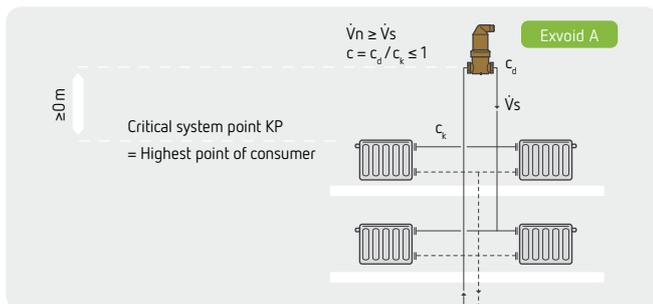 V̇n ≥ V̇s
c = c_d / c_k ≤ 1
Exvoid A
c_d
≥0 m
V̇s
Critical system point KP
= Highest point of consumer
c_k